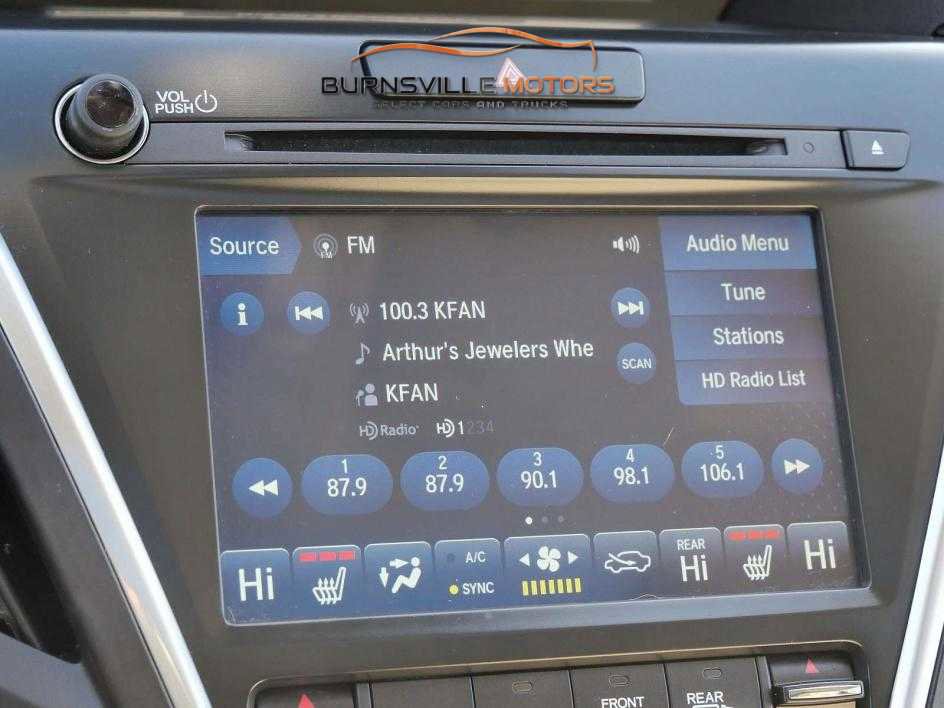 BURNSVILLE MOTORS
SELECT CARS AND TRUCKS
VOL
PUSH
Source
FM
FM
Audio Menu
Tune
i
100.3 KFAN
Stations
Arthur's Jewelers Whe
SCAN
HD Radio List
KFAN
HD Radio HD 1234
1
87.9
2
87.9
3
90.1
4
98.1
5
106.1
Hi
A/C
SYNC
REAR
Hi
Hi
FRONT
REAR